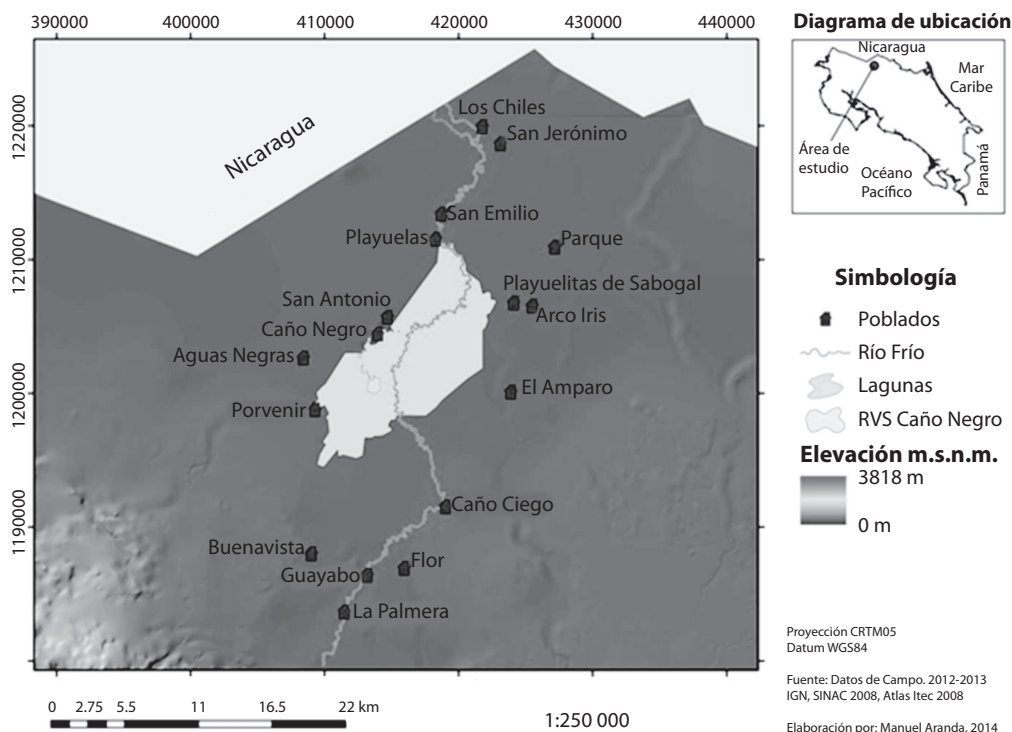 390000 400000 410000 420000 430000 440000
Diagrama de ubicación
Nicaragua
Mar
Caribe
Área de
estudio
Océano
Pacífico
Panamá
1220000
1210000
1200000
1190000
Nicaragua
Los Chiles
San Jerónimo
San Emilio
Playuelas
Parque
Playuelitas de Sabogal
San Antonio
Arco Iris
Caño Negro
Aguas Negras
El Amparo
Porvenir
Caño Ciego
Buenavista
Flor
Guayabo
La Palmera
Simbología
Poblados
Río Frío
Lagunas
RVS Caño Negro
Elevación m.s.n.m.
3818 m
0 m
Proyección CRTM05
Datum WGS84
Fuente: Datos de Campo. 2012-2013
IGN, SINAC 2008, Atlas Itec 2008
Elaboración por: Manuel Aranda, 2014
0 2.75 5.5 11 16.5 22 km
1:250 000